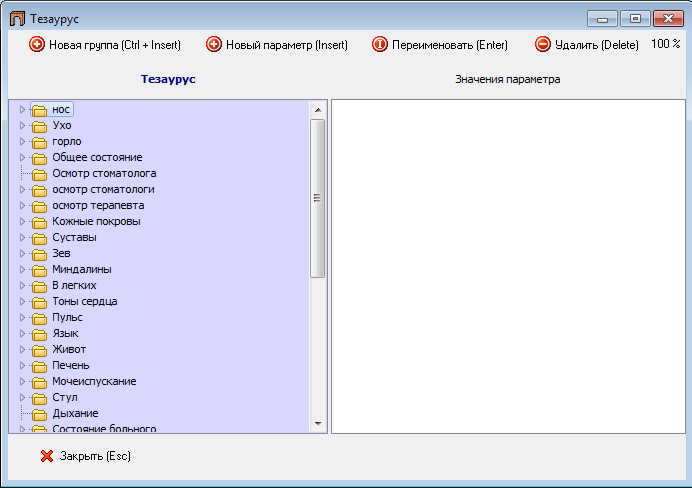 Тезаурус
Новая группа (Ctrl + Insert) Новый параметр (Insert) Переименовать (Enter) Удалить (Delete) 100 %
Тезаурус Значения параметра
нос
Ухо
горло
Общее состояние
Осмотр стоматолога
осмотр стоматологи
осмотр терапевта
Кожные покровы
Суставы
Зев
Миндалины
В легких
Тоны сердца
Пульс
Язык
Живот
Печень
Мочеиспускание
Стул
Дыхание
Состояние больного
Закрыть (Esc)